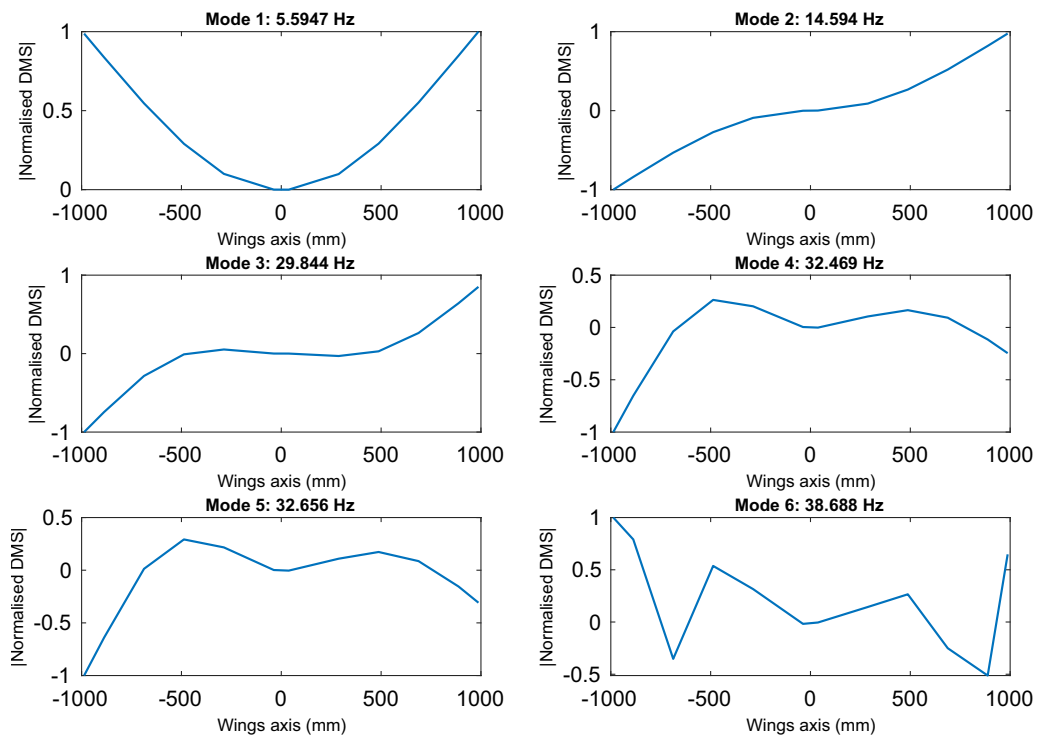 Mode 1: 5.5947 Hz
|Normalised DMS|
1
0.5
0
-1000 -500 0 500 1000
Wings axis (mm)
Mode 2: 14.594 Hz
|Normalised DMS|
1
0
-1
-1000 -500 0 500 1000
Wings axis (mm)
Mode 3: 29.844 Hz
|Normalised DMS|
1
0
-1
-1000 -500 0 500 1000
Wings axis (mm)
Mode 4: 32.469 Hz
|Normalised DMS|
0.5
0
-0.5
-1
-1000 -500 0 500 1000
Wings axis (mm)
Mode 5: 32.656 Hz
|Normalised DMS|
0.5
0
-0.5
-1
-1000 -500 0 500 1000
Wings axis (mm)
Mode 6: 38.688 Hz
|Normalised DMS|
1
0.5
0
-0.5
-1000 -500 0 500 1000
Wings axis (mm)